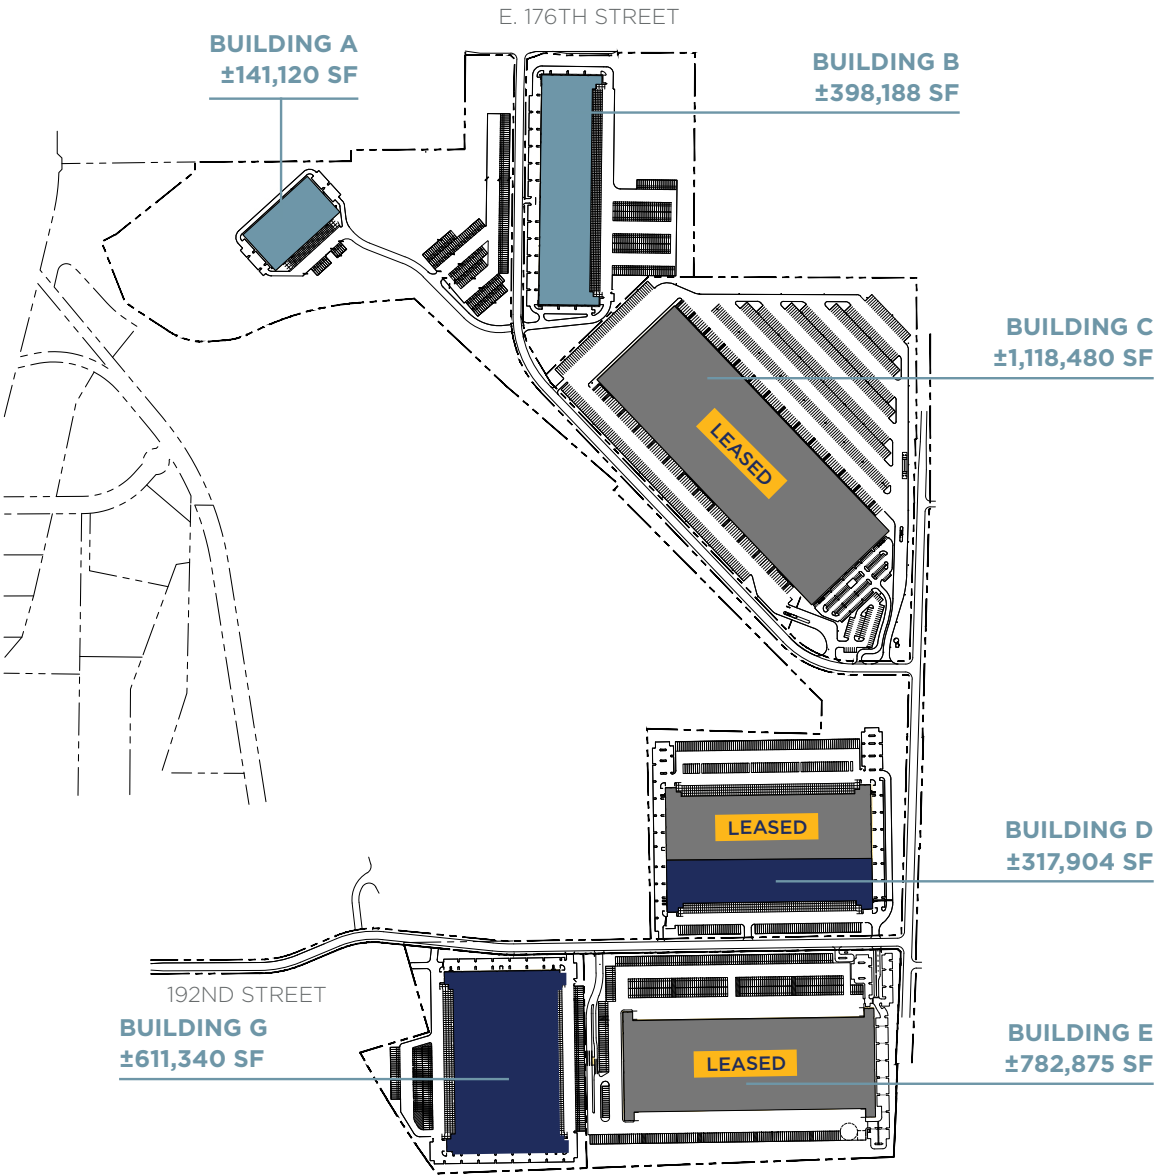 E. 176TH STREET
BUILDING A
±141,120 SF
BUILDING B
±398,188 SF
BUILDING C
±1,118,480 SF
LEASED
LEASED
BUILDING D
±317,904 SF
192ND STREET
BUILDING G
±611,340 SF
LEASED
BUILDING E
±782,875 SF